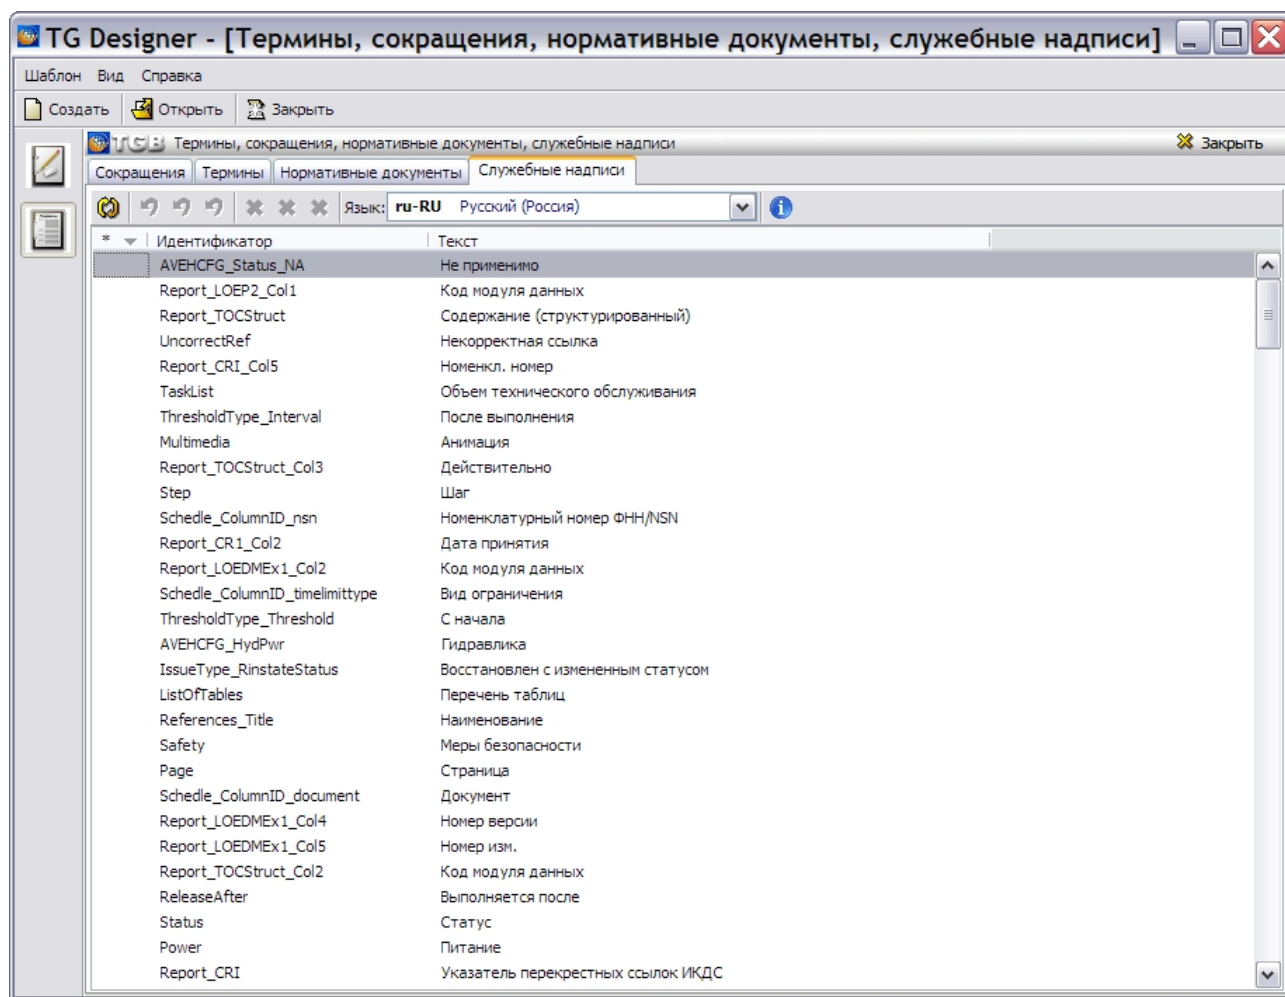 TG Designer - [Термины, сокращения, нормативные документы, служебные надписи]
Шаблон Вид Справка
Создать Открыть Закрыть
TGB Термины, сокращения, нормативные документы, служебные надписи Закрыть
Сокращения Термины Нормативные документы Служебные надписи
Язык: ru-RU Русский (Россия)
* Идентификатор Текст
AVEHCFG_Status_NA Не применимо
Report_LOEP2_Col1 Код модуля данных
Report_TOCStruct Содержание (структурированный)
UncorrectRef Некорректная ссылка
Report_CRI_Col5 Номенкл. номер
TaskList Объем технического обслуживания
ThresholdType_Interval После выполнения
Multimedia Анимация
Report_TOCStruct_Col3 Действительно
Step Шаг
Schedle_ColumnID_nsn Номенклатурный номер ФНН/NSN
Report_CR1_Col2 Дата принятия
Report_LOEDMEx1_Col2 Код модуля данных
Schedle_ColumnID_timelimittype Вид ограничения
ThresholdType_Threshold С начала
AVEHCFG_HydPwr Гидравлика
IssueType_RinstateStatus Восстановлен с измененным статусом
ListOfTables Перечень таблиц
References_Title Наименование
Safety Меры безопасности
Page Страница
Schedle_ColumnID_document Документ
Report_LOEDMEx1_Col4 Номер версии
Report_LOEDMEx1_Col5 Номер изм.
Report_TOCStruct_Col2 Код модуля данных
ReleaseAfter Выполняется после
Status Статус
Power Питание
Report_CRI Указатель перекрестных ссылок ИКДС